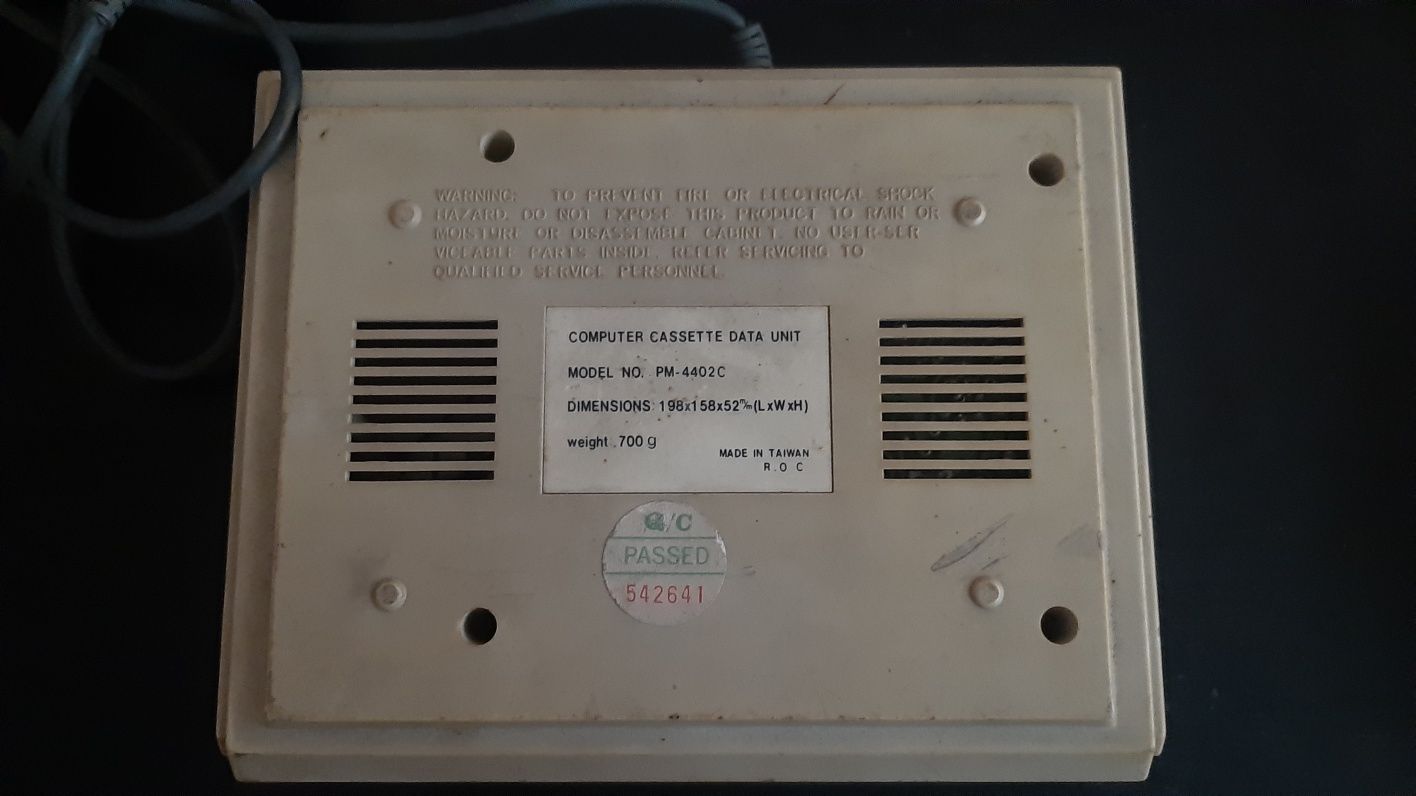 WARNING: TO PREVENT FIRE OR ELECTRICAL SHOCK
HAZARD, DO NOT EXPOSE THIS PRODUCT TO RAIN OR
MOISTURE OR DISASSEMBLE CABINET. NO USER-SER
VICEABLE PARTS INSIDE. REFER SERVICING TO
QUALIFIED SERVICE PERSONNEL
COMPUTER CASSETTE DATA UNIT
MODEL NO. PM-4402C
DIMENSIONS: 198x158x52m/m(LxWxH)
weight .700 g
MADE IN TAIWAN
R.O C
Q/C
PASSED
542641